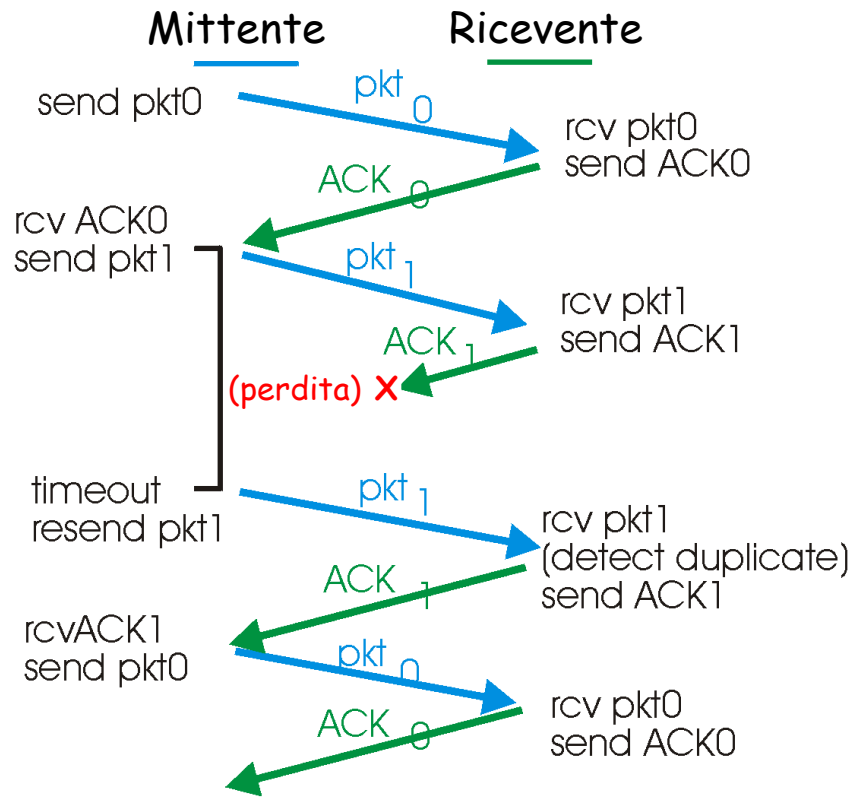 Mittente
Ricevente
send pkt0
pkt 0
rcv pkt0
send ACK0
ACK 0
rcv ACK0
send pkt1
pkt 1
rcv pkt1
send ACK1
ACK 1
(perdita) X
timeout
resend pkt1
pkt 1
rcv pkt1
(detect duplicate)
send ACK1
ACK 1
rcvACK1
send pkt0
pkt 0
rcv pkt0
send ACK0
ACK 0